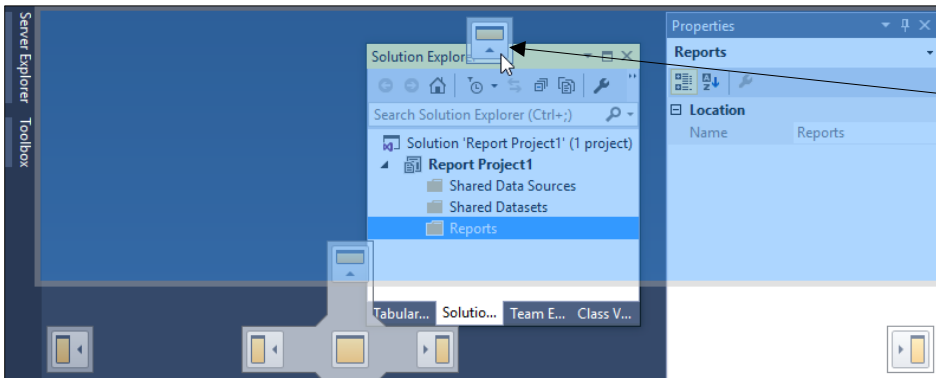 Server Explorer
Toolbox
Solution Explor
Search Solution Explorer (Ctrl+;)
Solution 'Report Project1' (1 project)
Report Project1
Shared Data Sources
Shared Datasets
Reports
Tabular... Solutio... Team E... Class V...
Properties
Reports
Location
Name Reports